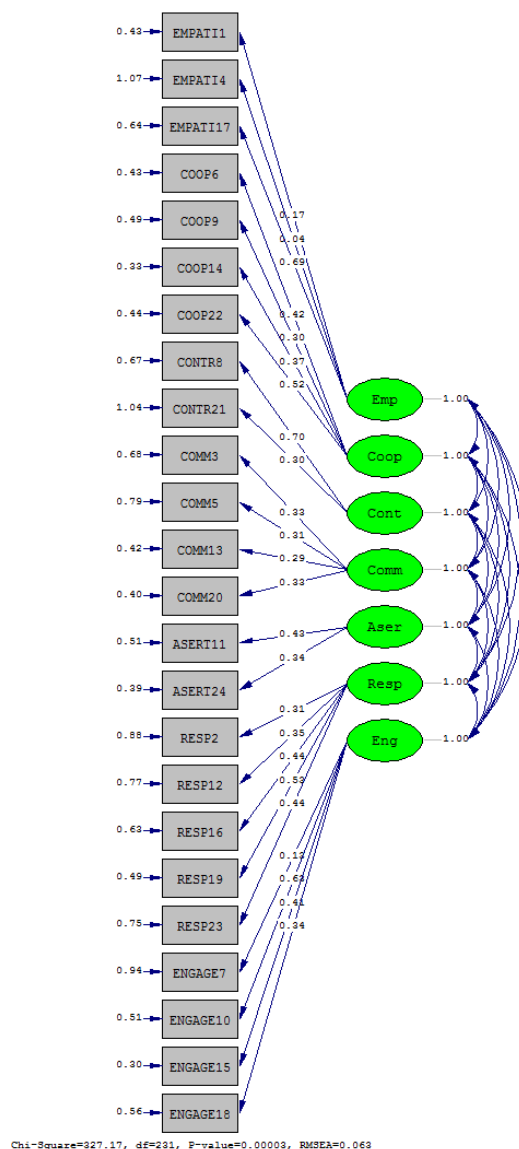 0.43 EMPATI1
1.07 EMPATI4
0.64 EMPATI17
0.43 COOP6
0.49 COOP9
0.17
0.04
0.69
0.33 COOP14
0.44 COOP22
0.42
0.30
0.37
0.52
0.67 CONTR8
1.04 CONTR21
Emp 1.00
0.70
0.30
Coop 1.00
0.68 COMM3
0.79 COMM5
0.33
0.31
Cont 1.00
0.42 COMM13
0.29
0.40 COMM20
0.33
Comm 1.00
0.51 ASERT11
0.43
0.34
Aser 1.00
0.39 ASERT24
0.88 RESP2
0.31
0.35
0.44
0.53
0.44
Resp 1.00
0.77 RESP12
Eng 1.00
0.63 RESP16
0.49 RESP19
0.13
0.63
0.41
0.34
0.75 RESP23
0.94 ENGAGE7
0.51 ENGAGE10
0.30 ENGAGE15
0.56 ENGAGE18
Chi-Square=327.17, df=231, P-value=0.00003, RMSEA=0.063